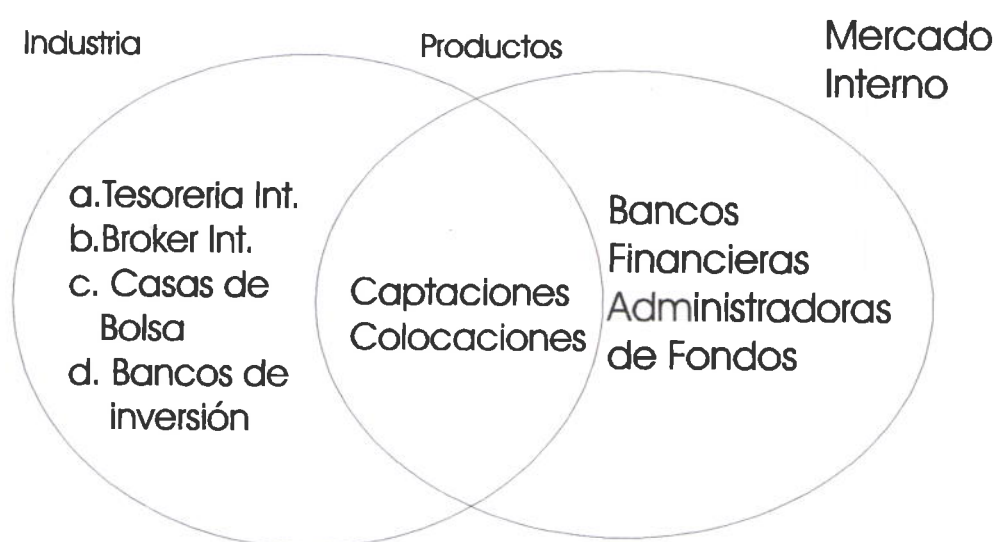 Industria
Productos
Mercado
Interno
a.Tesoreria Int.
b.Broker Int.
c. Casas de
Bolsa
d. Bancos de
inversión
Captaciones
Colocaciones
Bancos
Financieras
Administradoras
de Fondos